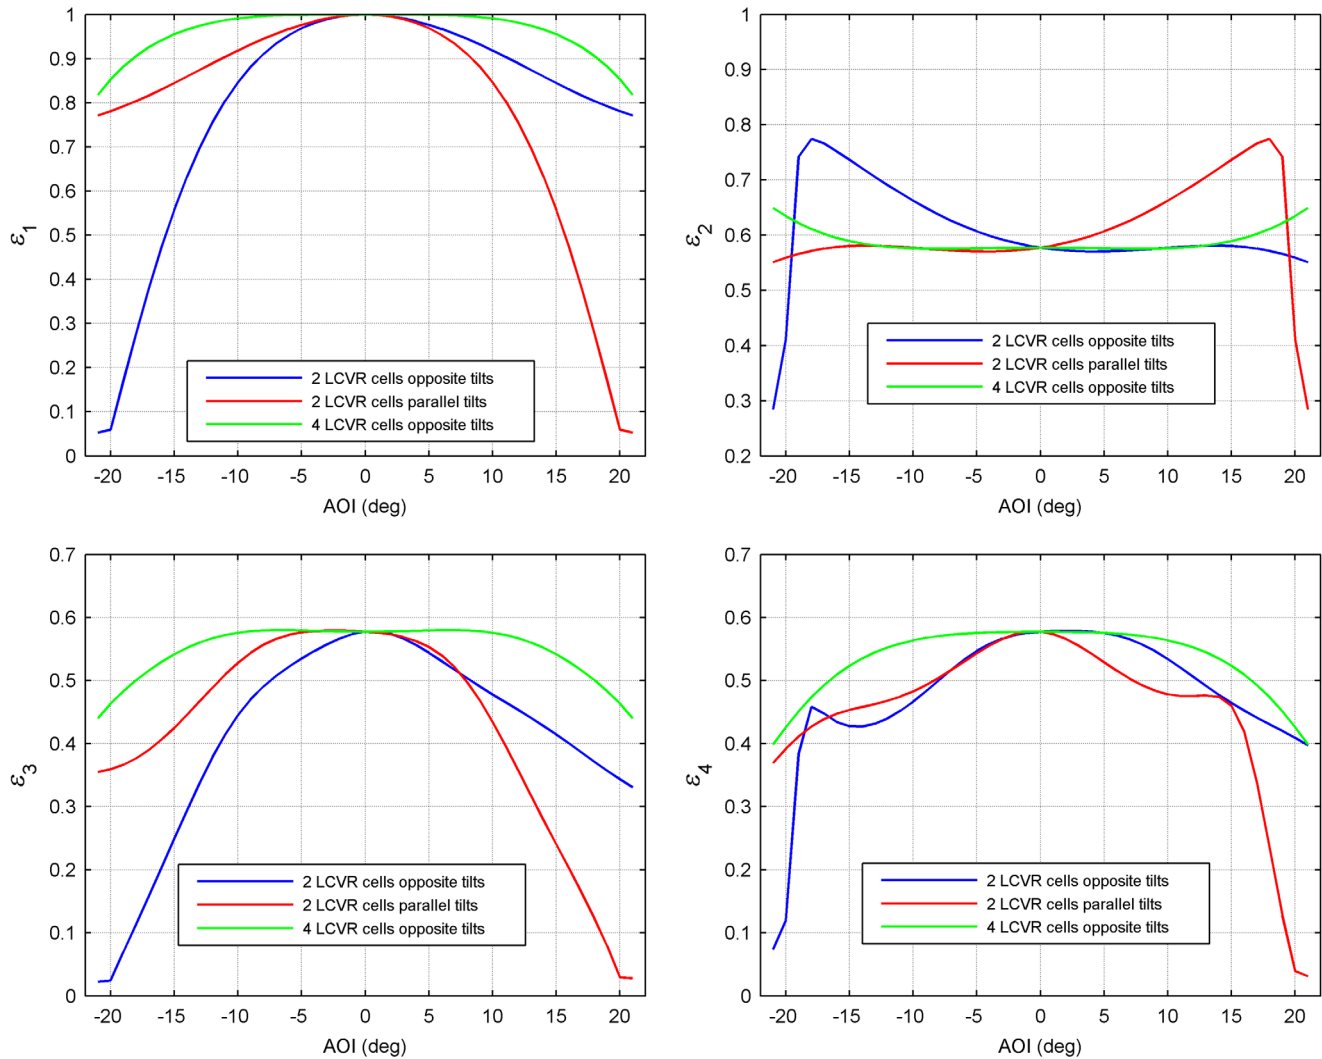 1
0.9
0.8
0.7
0.6
0.5
0.4
0.3
0.2
0.1
0
ε1
2 LCVR cells opposite tilts
2 LCVR cells parallel tilts
4 LCVR cells opposite tilts
-20 -15 -10 -5 0 5 10 15 20
AOI (deg)
1
0.9
0.8
0.7
0.6
0.5
0.4
0.3
0.2
ε2
2 LCVR cells opposite tilts
2 LCVR cells parallel tilts
4 LCVR cells opposite tilts
-20 -15 -10 -5 0 5 10 15 20
AOI (deg)
0.7
0.6
0.5
0.4
0.3
0.2
0.1
0
ε3
2 LCVR cells opposite tilts
2 LCVR cells parallel tilts
4 LCVR cells opposite tilts
-20 -15 -10 -5 0 5 10 15 20
AOI (deg)
0.7
0.6
0.5
0.4
0.3
0.2
0.1
0
ε4
2 LCVR cells opposite tilts
2 LCVR cells parallel tilts
4 LCVR cells opposite tilts
-20 -15 -10 -5 0 5 10 15 20
AOI (deg)